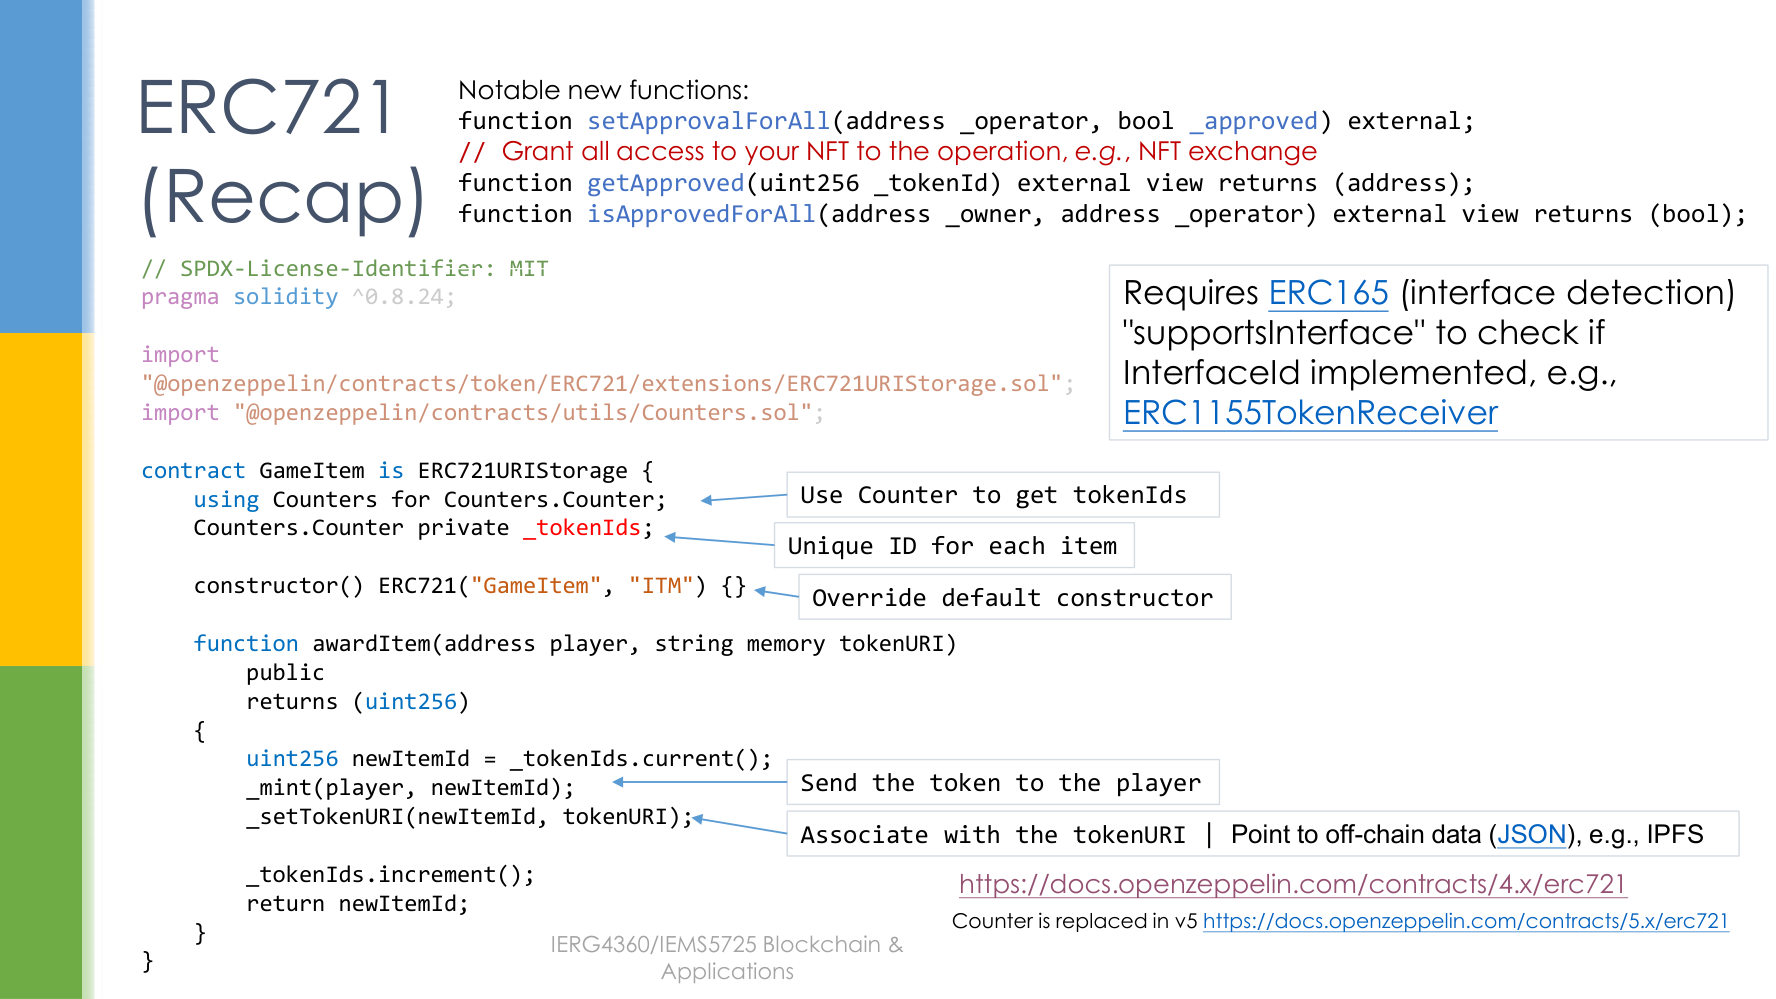 ERC721
(Recap)
Notable new functions:
function setApprovalForAll(address _operator, bool _approved) external;
// Grant all access to your NFT to the operation, e.g., NFT exchange
function getApproved(uint256 _tokenId) external view returns (address);
function isApprovedForAll(address _owner, address _operator) external view returns (bool);
// SPDX-License-Identifier: MIT
pragma solidity ^0.8.24;
import
"@openzeppelin/contracts/token/ERC721/extensions/ERC721URIStorage.sol";
import "@openzeppelin/contracts/utils/Counters.sol";
Requires ERC165 (interface detection)
"supportsInterface" to check if
InterfaceId implemented, e.g.,
ERC1155TokenReceiver
contract GameItem is ERC721URIStorage {
using Counters for Counters.Counter;
Use Counter to get tokenIds
Counters.Counter private _tokenIds;
Unique ID for each item
constructor() ERC721("GameItem", "ITM") {}
Override default constructor
function awardItem(address player, string memory tokenURI)
public
returns (uint256)
{
uint256 newItemId = _tokenIds.current();
_mint(player, newItemId);
Send the token to the player
_setTokenURI(newItemId, tokenURI);
Associate with the tokenURI | Point to off-chain data (JSON), e.g., IPFS
_tokenIds.increment();
return newItemId;
}
}
https://docs.openzeppelin.com/contracts/4.x/erc721
Counter is replaced in v5 https://docs.openzeppelin.com/contracts/5.x/erc721
IERG4360/IEMS5725 Blockchain &
Applications